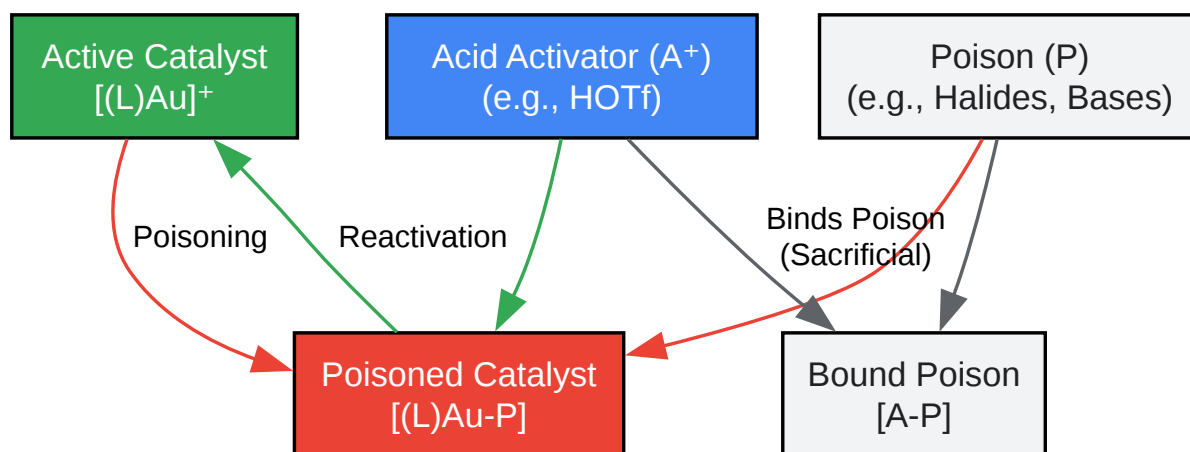 Active Catalyst
[(L)Au]⁺
Acid Activator (A⁺)
(e.g., HOTf)
Poison (P)
(e.g., Halides, Bases)
Poisoning
Reactivation
Binds Poison
(Sacrificial)
Poisoned Catalyst
[(L)Au-P]
Bound Poison
[A-P]